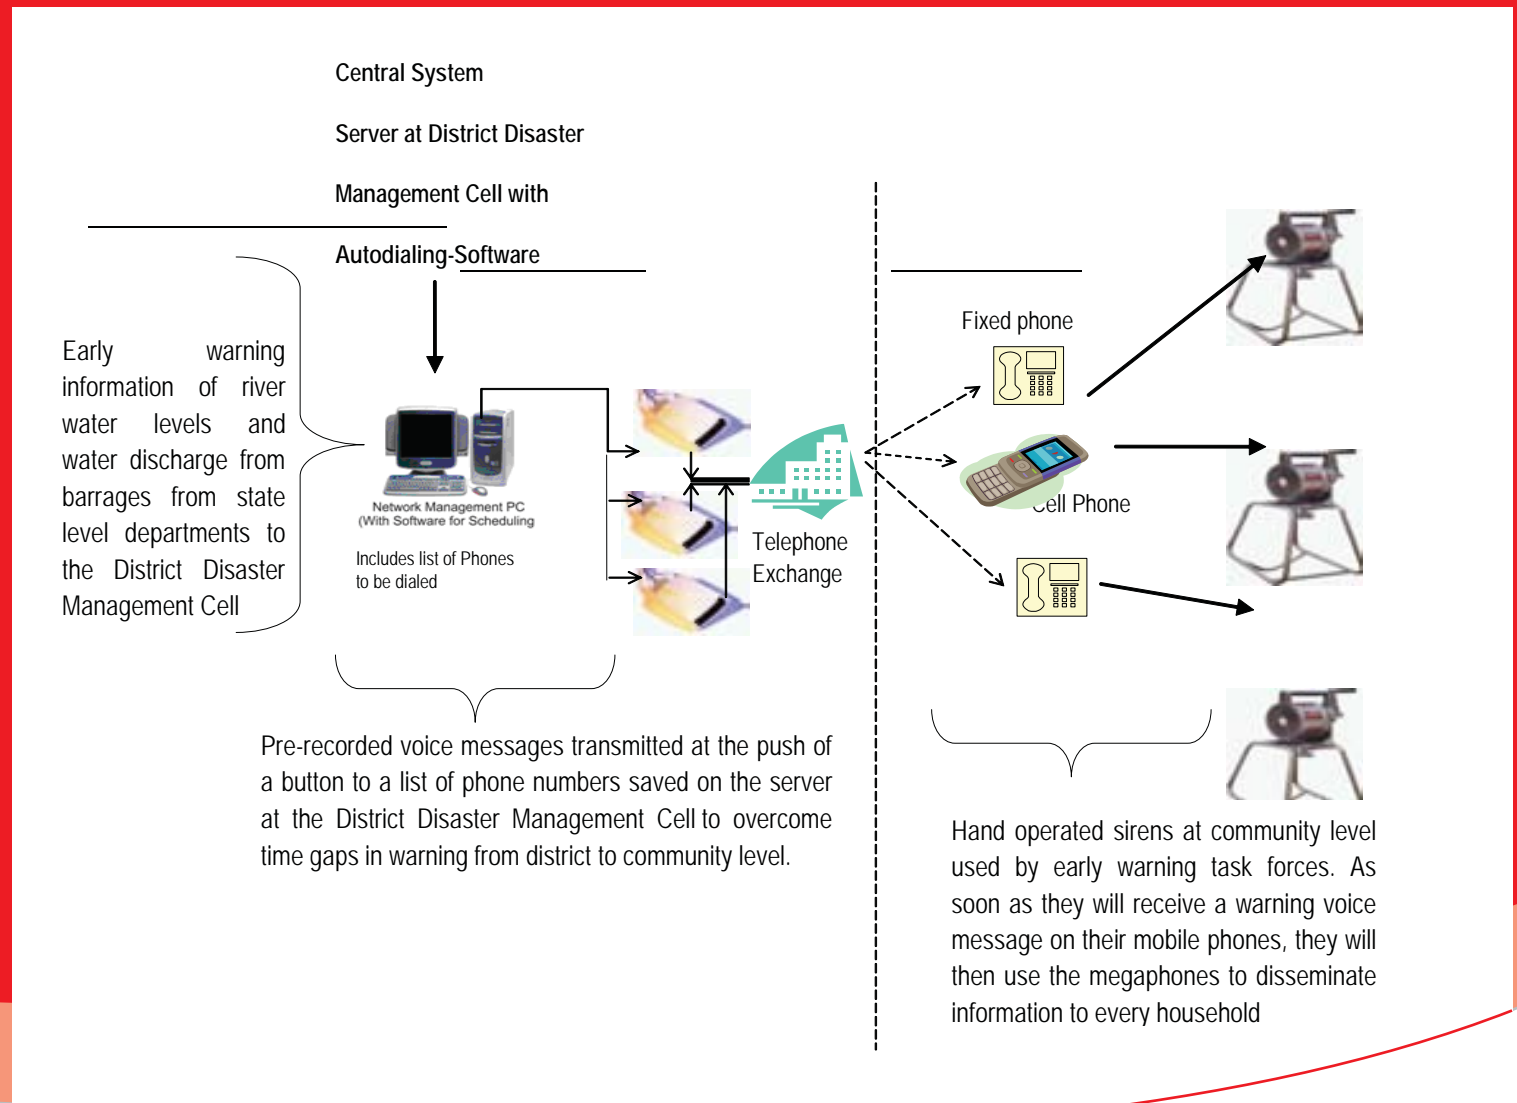 Central System
Server at District Disaster
Management Cell with
Autodialing-Software
Early warning
information of river
water levels and
water discharge from
barrages from state
level departments to
the District Disaster
Management Cell
Network Management PC
(With Software for Scheduling
Includes list of Phones
to be dialed
Telephone
Exchange
Fixed phone
Cell Phone
Pre-recorded voice messages transmitted at the push of
a button to a list of phone numbers saved on the server
at the District Disaster Management Cell to overcome
time gaps in warning from district to community level.
Hand operated sirens at community level
used by early warning task forces. As
soon as they will receive a warning voice
message on their mobile phones, they will
then use the megaphones to disseminate
information to every household